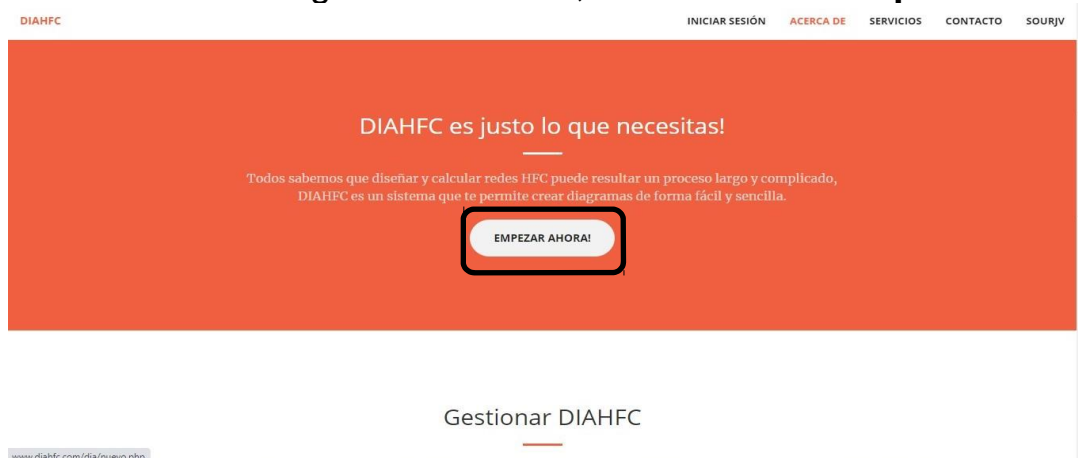 DIAHFC
INICIAR SESIÓN ACERCA DE SERVICIOS CONTACTO SOURJV
DIAHFC es justo lo que necesitas!
Todos sabemos que diseñar y calcular redes HFC puede resultar un proceso largo y complicado,
DIAHFC es un sistema que te permite crear diagramas de forma fácil y sencilla.
EMPEZAR AHORA!
Gestionar DIAHFC
www.diahfc.com/dia/nuevo.php